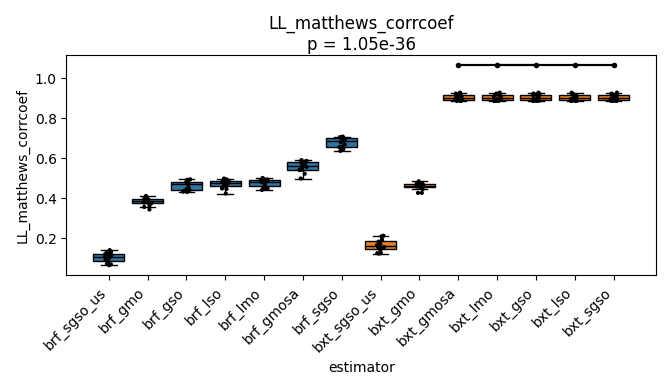 LL_matthews_corrcoef
p = 1.05e-36
LL_matthews_corrcoef
1.0
0.8
0.6
0.4
0.2
brf_sgso_us
brf_gmo
brf_gso
brf_lso
brf_lmo
brf_gmosa
brf_sgso
bxt_sgso_us
bxt_gmo
bxt_gmosa
bxt_lmo
bxt_gso
bxt_lso
bxt_sgso
estimator